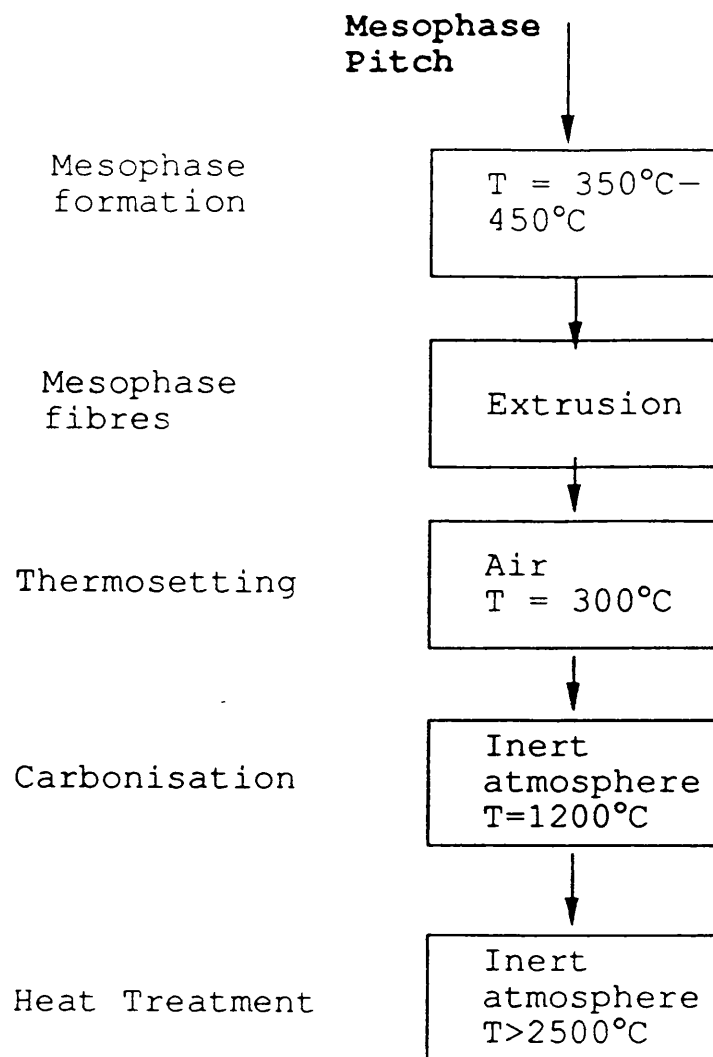 Mesophase
Pitch
Mesophase
formation
T = 350°C–
450°C
Mesophase
fibres
Extrusion
Thermosetting
Air
T = 300°C
Carbonisation
Inert
atmosphere
T=1200°C
Heat Treatment
Inert
atmosphere
T>2500°C